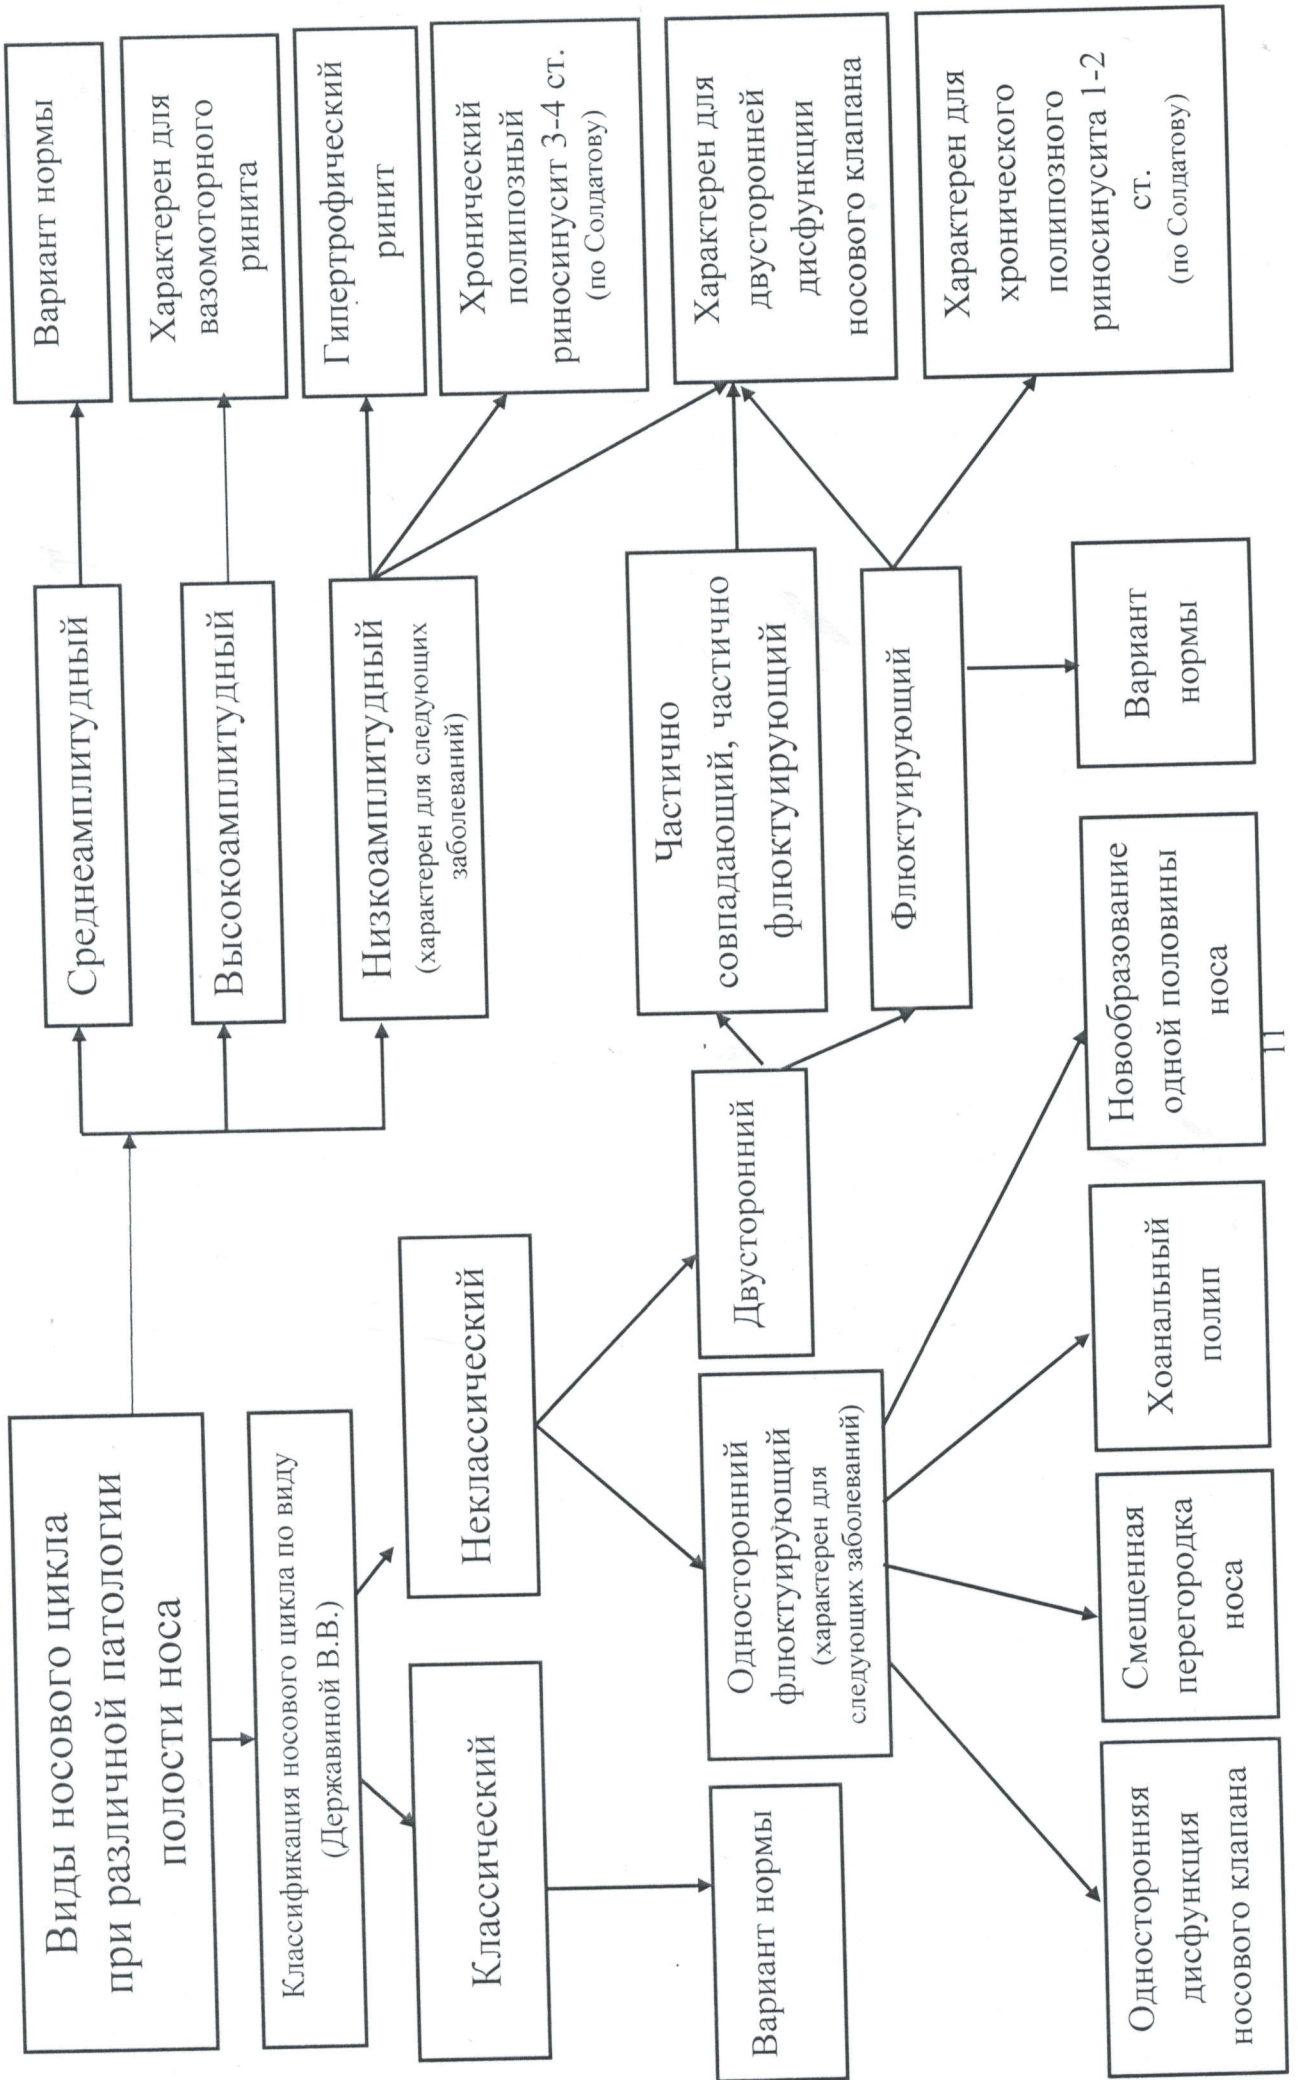 Виды носового цикла
при различной патологии
полости носа
Классификация носового цикла по виду
(Державиной В.В.)
Классический
Неклассический
Вариант нормы
Односторонний
флюктуирующий
(характерен для
следующих заболеваний)
Двусторонний
Односторонняя
дисфункция
носового клапана
Смещенная
перегородка
носа
Хоанальный
полип
Новообразование
одной половины
носа
Среднеамплитудный
Высокоамплитудный
Низкоамплитудный
(характерен для следующих
заболеваний)
Частично
совпадающий, частично
флюктуирующий
Флюктуирующий
Вариант
нормы
Вариант нормы
Характерен для
вазомоторного
ринита
Гипертрофический
ринит
Хронический
полипозный
риносинусит 3-4 ст.
(по Солдатову)
Характерен для
двусторонней
дисфункции
носового клапана
Характерен для
хронического
полипозного
риносинусита 1-2
ст.
(по Солдатову)
11